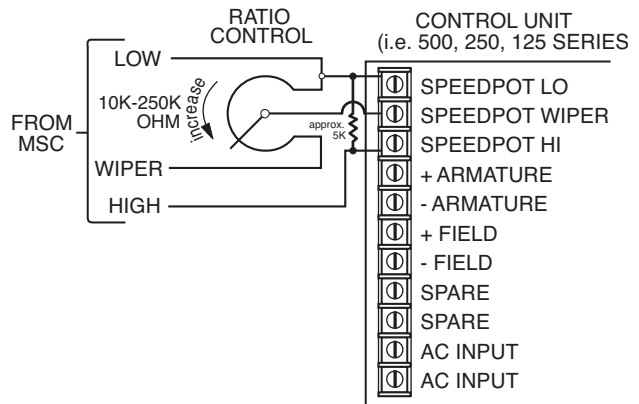 RATIO
CONTROL
CONTROL UNIT
(i.e. 500, 250, 125 SERIES
LOW
10K-250K
OHM
increase
FROM
MSC
approx.
5K
WIPER
HIGH
SPEEDPOT LO
SPEEDPOT WIPER
SPEEDPOT HI
+ ARMATURE
- ARMATURE
+ FIELD
- FIELD
SPARE
SPARE
AC INPUT
AC INPUT